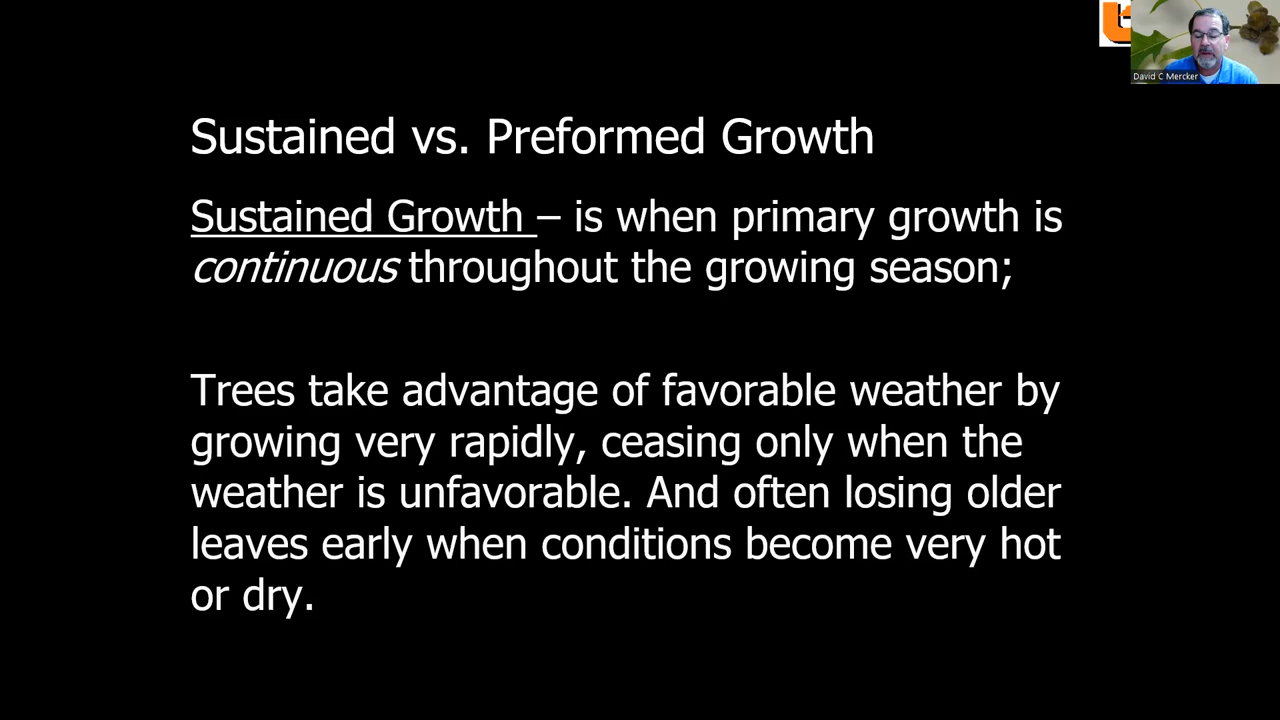 David C Mercker
Sustained vs. Preformed Growth
Sustained Growth – is when primary growth is
continuous throughout the growing season;
Trees take advantage of favorable weather by
growing very rapidly, ceasing only when the
weather is unfavorable. And often losing older
leaves early when conditions become very hot
or dry.